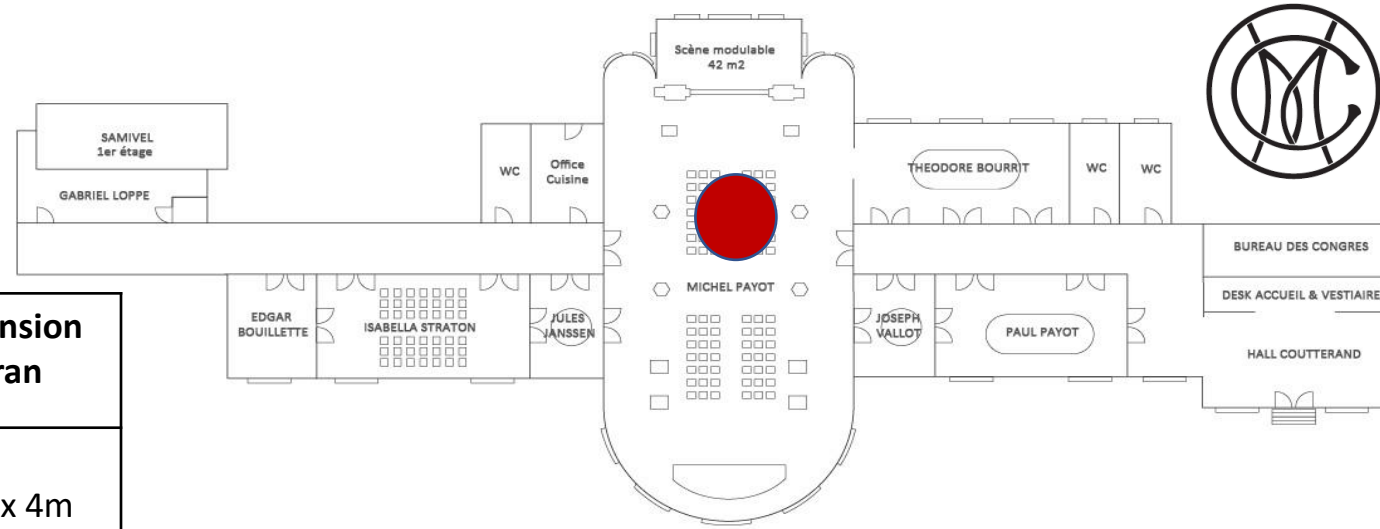 Scène modulable
42 m2
SAMIVEL
1er étage
GABRIEL LOPPE
WC
Office
Cuisine
THEODORE BOURRIT
WC
WC
BUREAU DES CONGRES
DESK ACCUEIL & VESTIAIRE
HALL COUTTERAND
EDGAR
BOUILLETTE
ISABELLA STRATON
JULES
JANSSEN
MICHEL PAYOT
JOSEPH
VALLOT
PAUL PAYOT
nsion
ran
x 4m